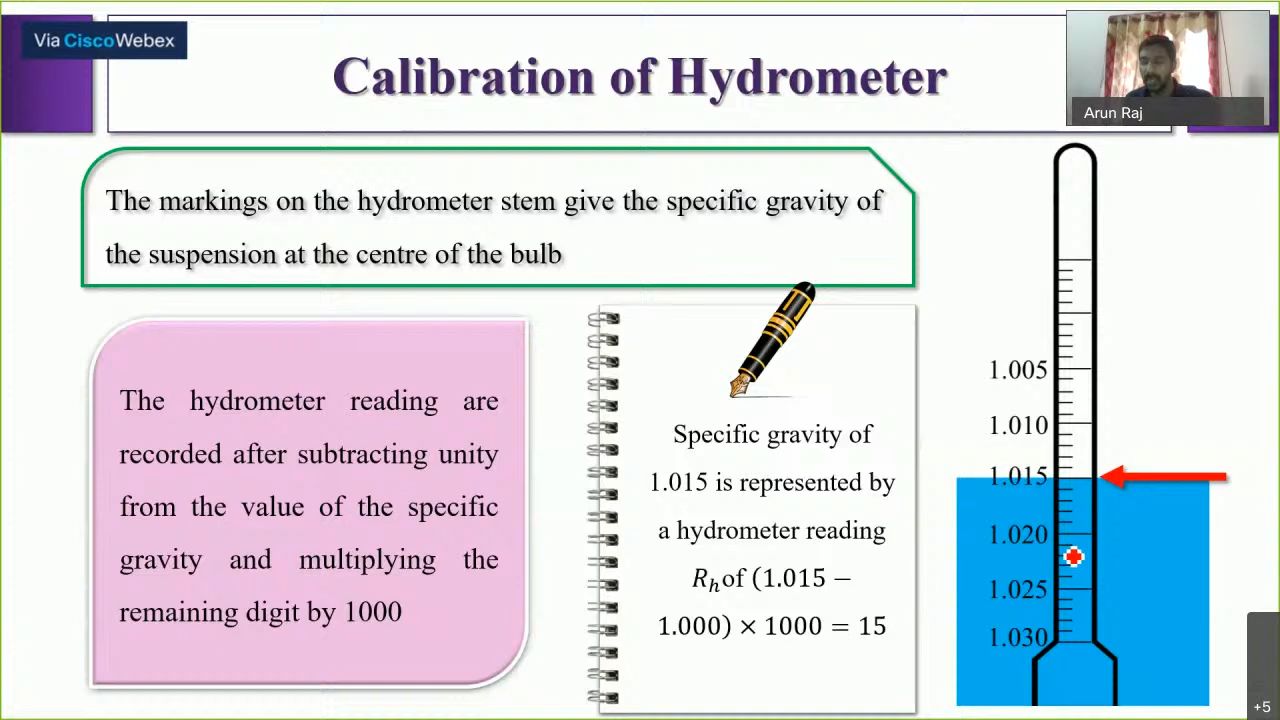 Via CiscoWebex
Calibration of Hydrometer
Arun Raj
The markings on the hydrometer stem give the specific gravity of
the suspension at the centre of the bulb
The hydrometer reading are
recorded after subtracting unity
from the value of the specific
gravity and multiplying the
remaining digit by 1000
Specific gravity of
1.015 is represented by
a hydrometer reading
𝑅ₕ of (1.015 −
1.000) × 1000 = 15
1.005
1.010
1.015
1.020
1.025
1.030
+5